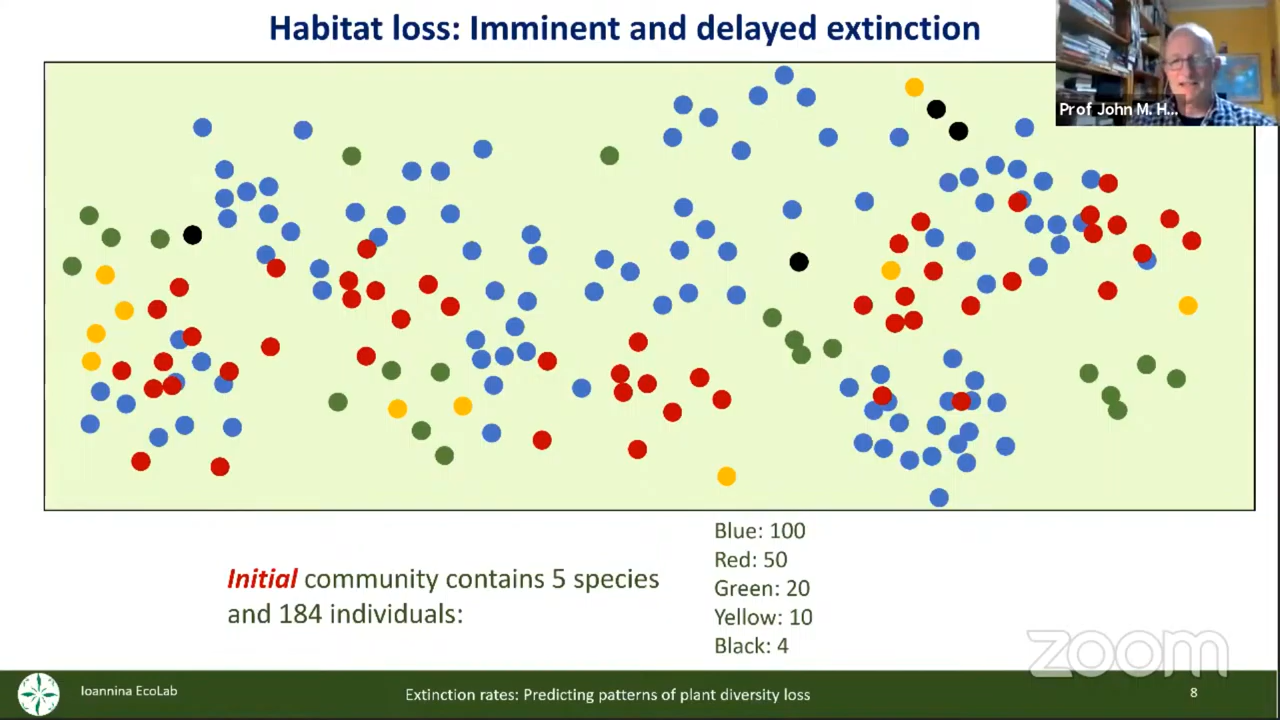 Habitat loss: Imminent and delayed extinction
Prof John M. H...
Initial community contains 5 species
and 184 individuals:
Blue: 100
Red: 50
Green: 20
Yellow: 10
Black: 4
zoom
Ioannina EcoLab
Extinction rates: Predicting patterns of plant diversity loss
8